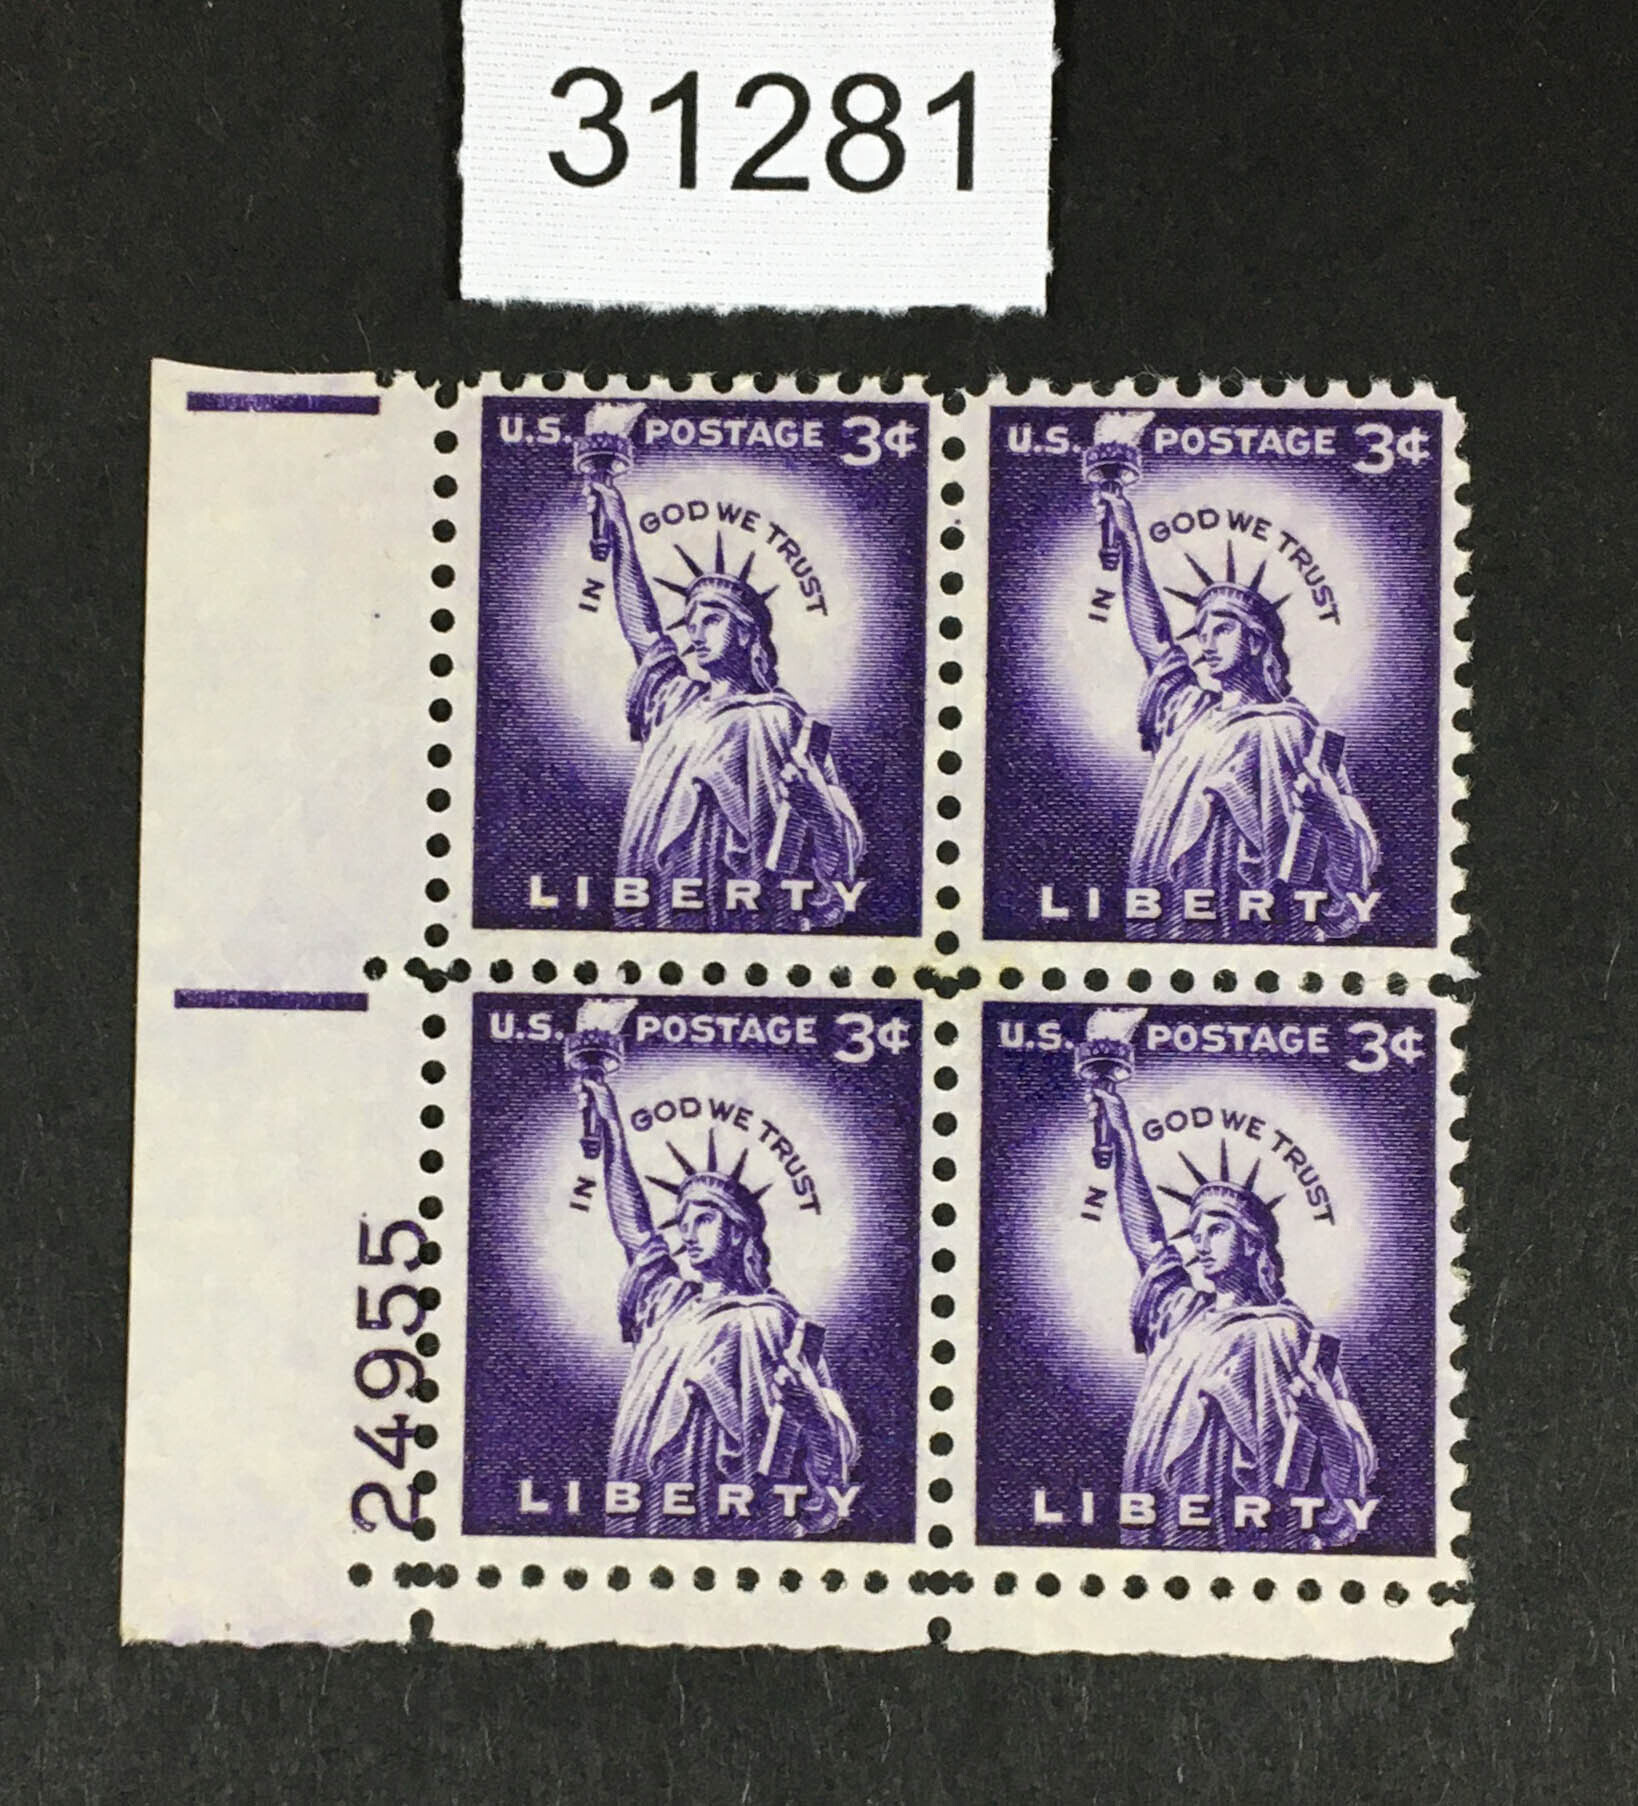 31281
U.S. POSTAGE 3¢
IN GOD WE TRUST
LIBERTY
U.S. POSTAGE 3¢
IN GOD WE TRUST
LIBERTY
24955
U.S. POSTAGE 3¢
IN GOD WE TRUST
LIBERTY
U.S. POSTAGE 3¢
IN GOD WE TRUST
LIBERTY